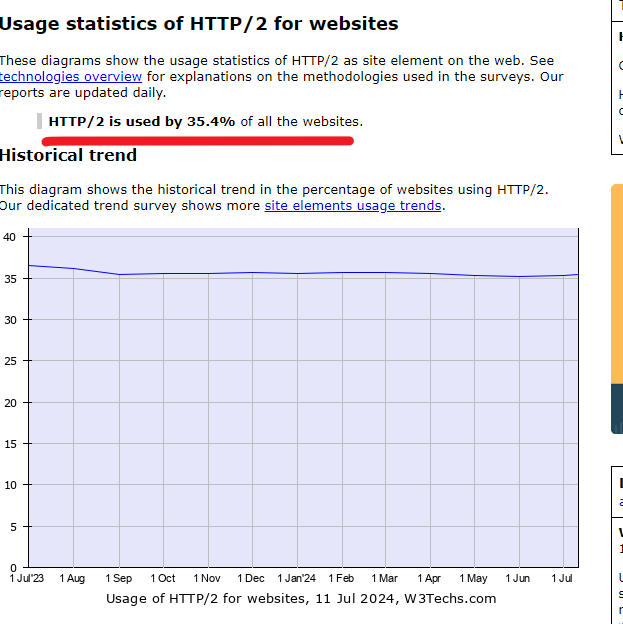 Usage statistics of HTTP/2 for websites
These diagrams show the usage statistics of HTTP/2 as site element on the web. See
technologies overview for explanations on the methodologies used in the surveys. Our
reports are updated daily.
HTTP/2 is used by 35.4% of all the websites.
Historical trend
This diagram shows the historical trend in the percentage of websites using HTTP/2.
Our dedicated trend survey shows more site elements usage trends.
40
35
30
25
20
15
10
5
0
1 Jul'23 1 Aug 1 Sep 1 Oct 1 Nov 1 Dec 1 Jan'24 1 Feb 1 Mar 1 Apr 1 May 1 Jun 1 Jul
Usage of HTTP/2 for websites, 11 Jul 2024, W3Techs.com